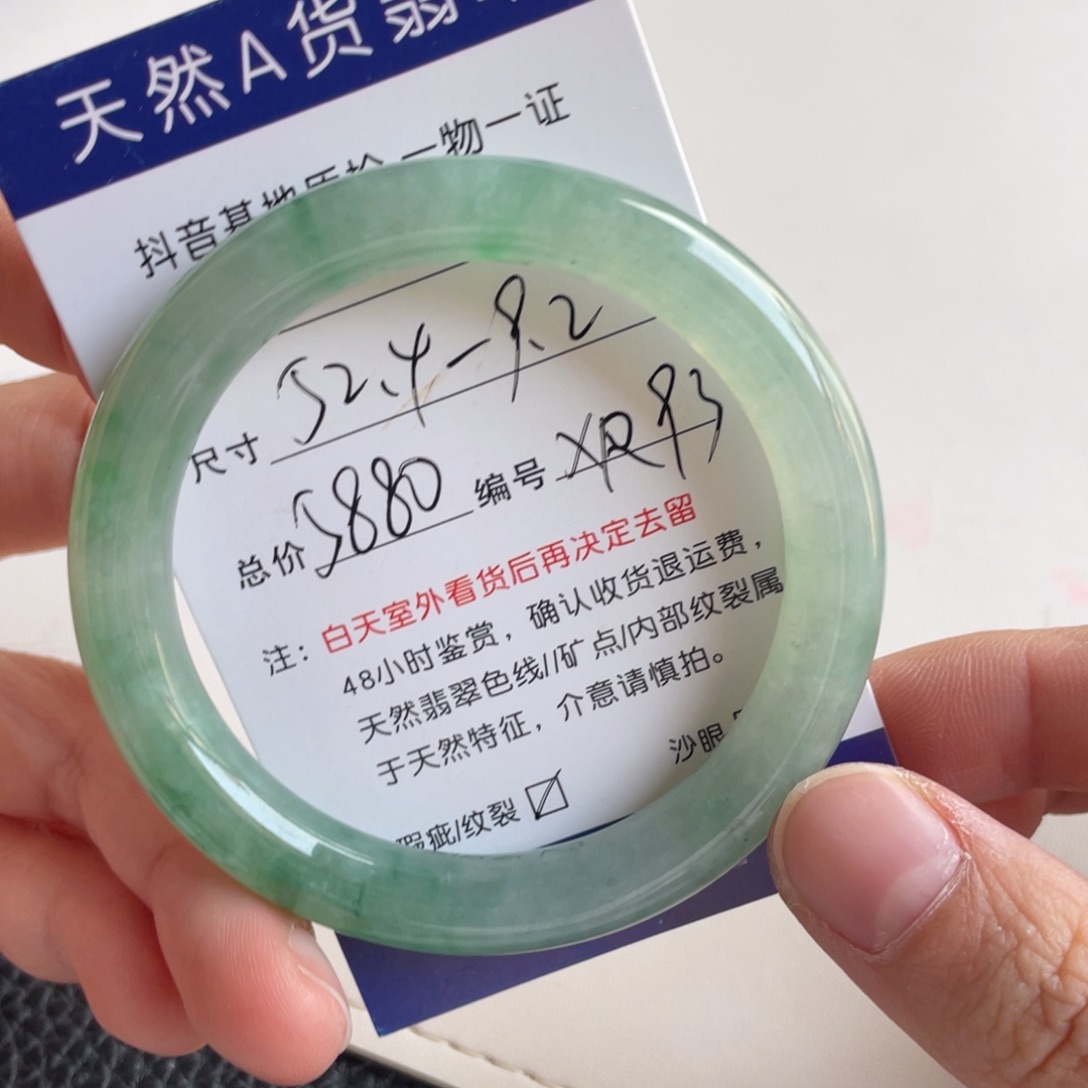 天然A货翡
抖音基地质检 一物一证
尺寸 52.4-9.2
总价 5880 编号 XR93
注：白天室外看货后再决定去留
48小时鉴赏，确认收货退运费，
天然翡翠色线//矿点/内部纹裂属
于天然特征，介意请慎拍。
瑕疵/纹裂 ☑ 沙眼